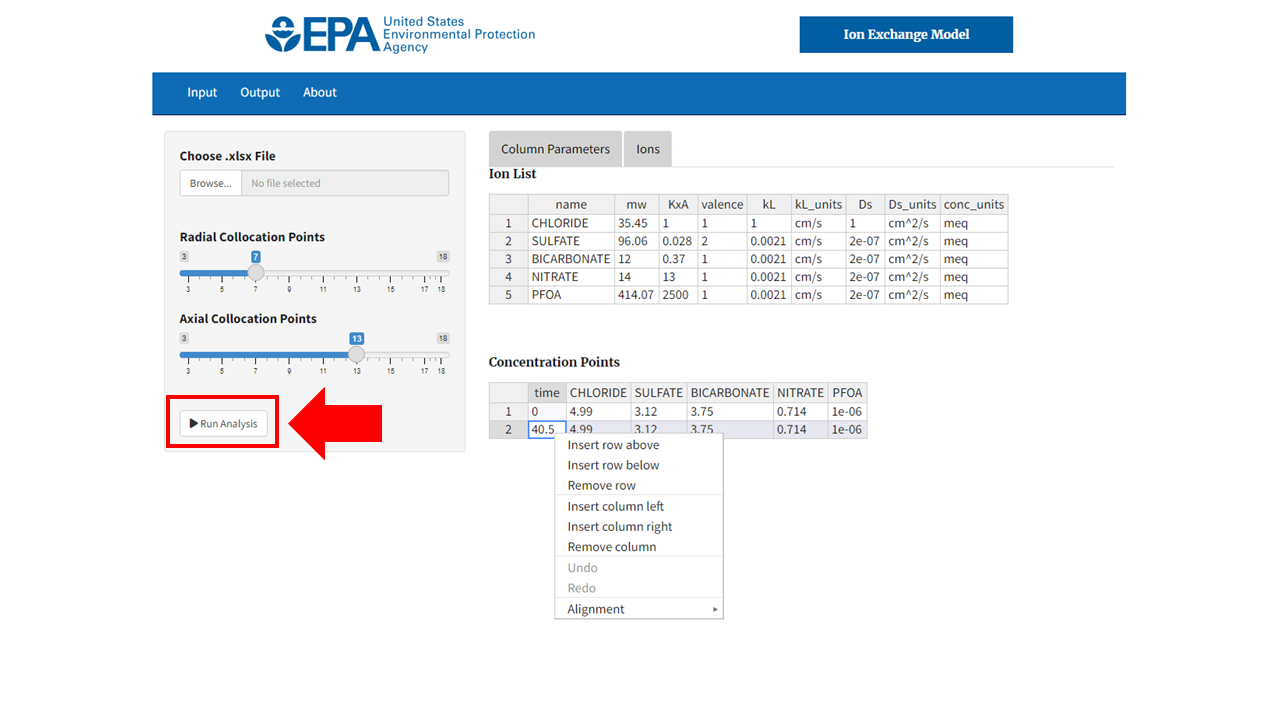 EPA United States
Environmental Protection
Agency
Ion Exchange Model
Input Output About
Choose .xlsx File
Browse... No file selected
Radial Collocation Points
3 7 18
3 5 7 9 11 13 15 17 18
Axial Collocation Points
3 13 18
3 5 7 9 11 13 15 17 18
Run Analysis
Column Parameters Ions
Ion List
name mw KxA valence kL kL_units Ds Ds_units conc_units
1 CHLORIDE 35.45 1 1 1 cm/s 1 cm^2/s meq
2 SULFATE 96.06 0.028 2 0.0021 cm/s 2e-07 cm^2/s meq
3 BICARBONATE 12 0.37 1 0.0021 cm/s 2e-07 cm^2/s meq
4 NITRATE 14 13 1 0.0021 cm/s 2e-07 cm^2/s meq
5 PFOA 414.07 2500 1 0.0021 cm/s 2e-07 cm^2/s meq
Concentration Points
time CHLORIDE SULFATE BICARBONATE NITRATE PFOA
1 0 4.99 3.12 3.75 0.714 1e-06
2 40.5 4.99 3.12 3.75 0.714 1e-06
Insert row above
Insert row below
Remove row
Insert column left
Insert column right
Remove column
Undo
Redo
Alignment